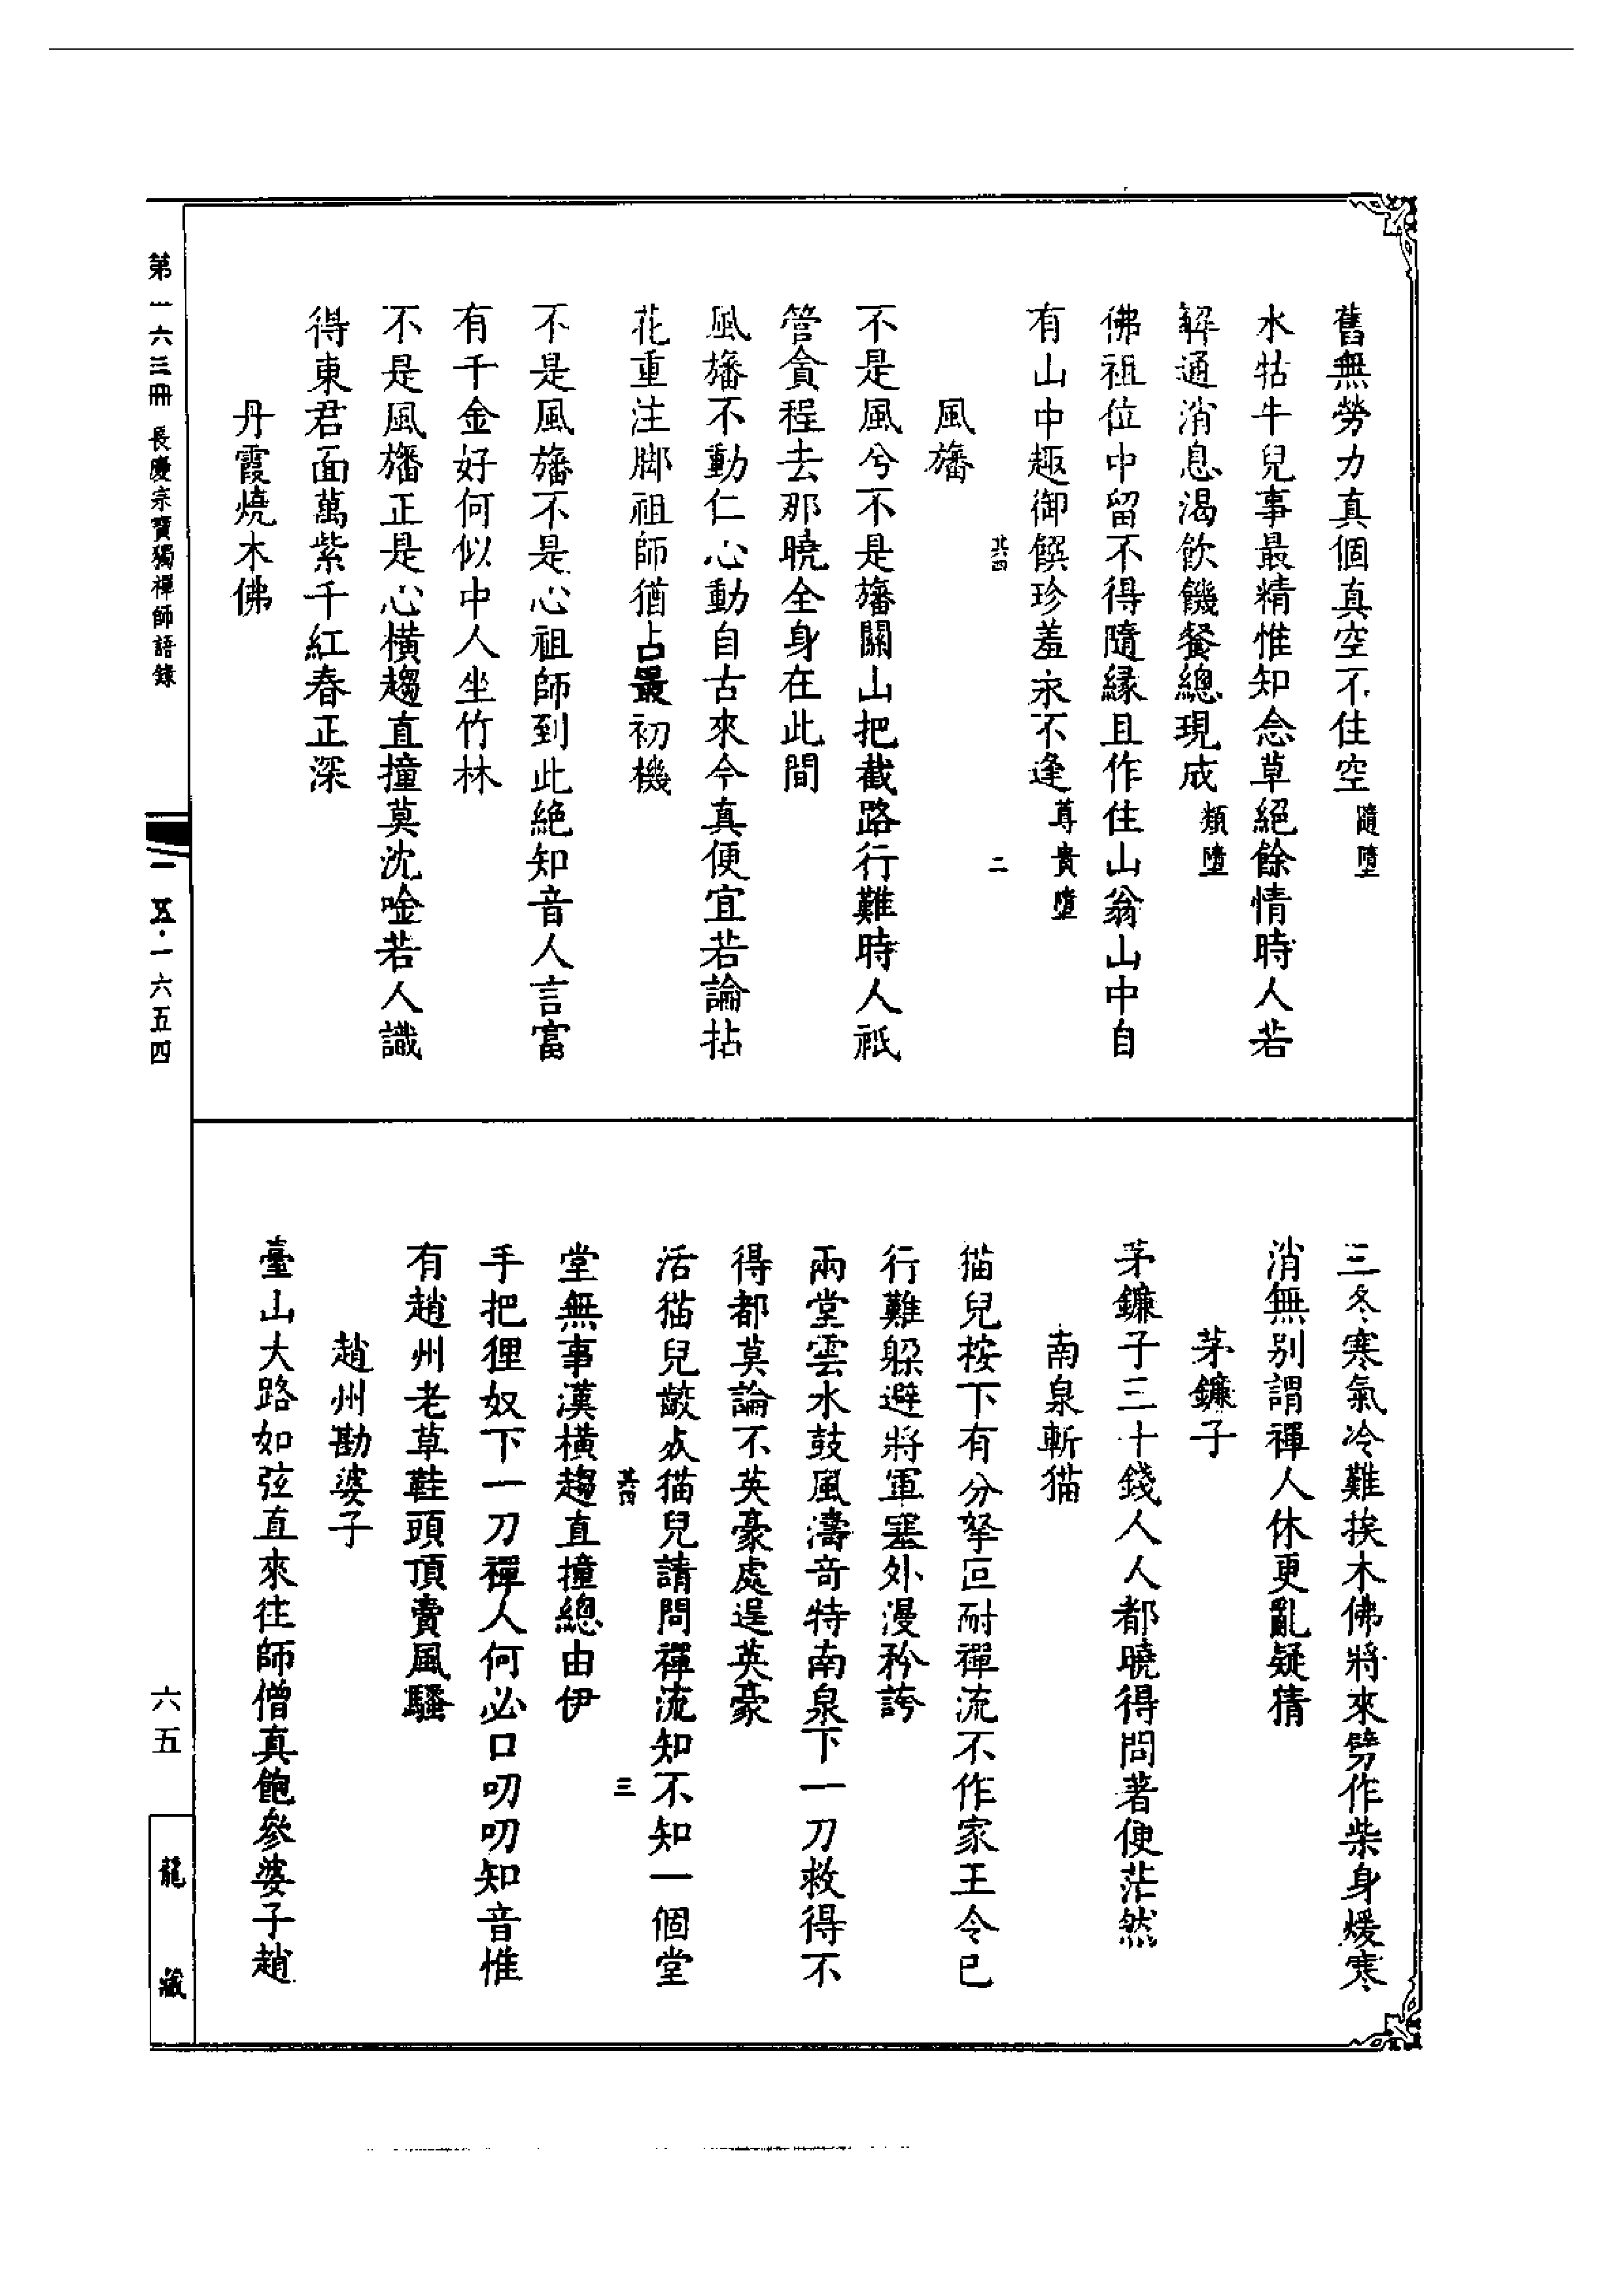 舊無勞力真個真空不住空隨墮
水牯牛兒事最精惟知念草絕餘情時人若
解通消息渴飲饑餐總現成類墮
佛祖位中留不得隨緣且作住山翁山中自
有山中趣御饌珍羞永不逢尊貴墮
共四 二
風旛
不是風兮不是旛關山把截路行難時人祇
管貪程去那曉全身在此間
風旛不動仁心動自古來今真便宜若論拈
花重注脚祖師猶占最初機
不是風旛不是心祖師到此絕知音人言富
有千金好何似中人坐竹林
不是風旛正是心橫趨直撞莫沈唫若人識
得東君面萬紫千紅春正深
丹霞燒木佛
三冬寒氣冷難挨木佛將來劈作柴身煖寒
消無別謂禪人休更亂疑猜
茅鐮子
茅鐮子三十錢人人都曉得問著便茫然
南泉斬猫
猫兒按下有分拏叵耐禪流不作家王令已
行難躲避將軍塞外漫矜誇
兩堂雲水鼓風濤奇特南泉下一刀救得不
得都莫論不英豪處逞英豪
活猫兒齩死猫兒請問禪流知不知一個堂
共四 三
堂無事漢橫趨直撞總由伊
手把狸奴下一刀禪人何必口叨叨知音惟
有趙州老草鞋頭頂賣風騷
趙州勘婆子
臺山大路如弦直來往師僧真飽參婆子趙
第一六三冊 長慶宗寶獨禪師語錄
一五·一六五四
六五
龍藏